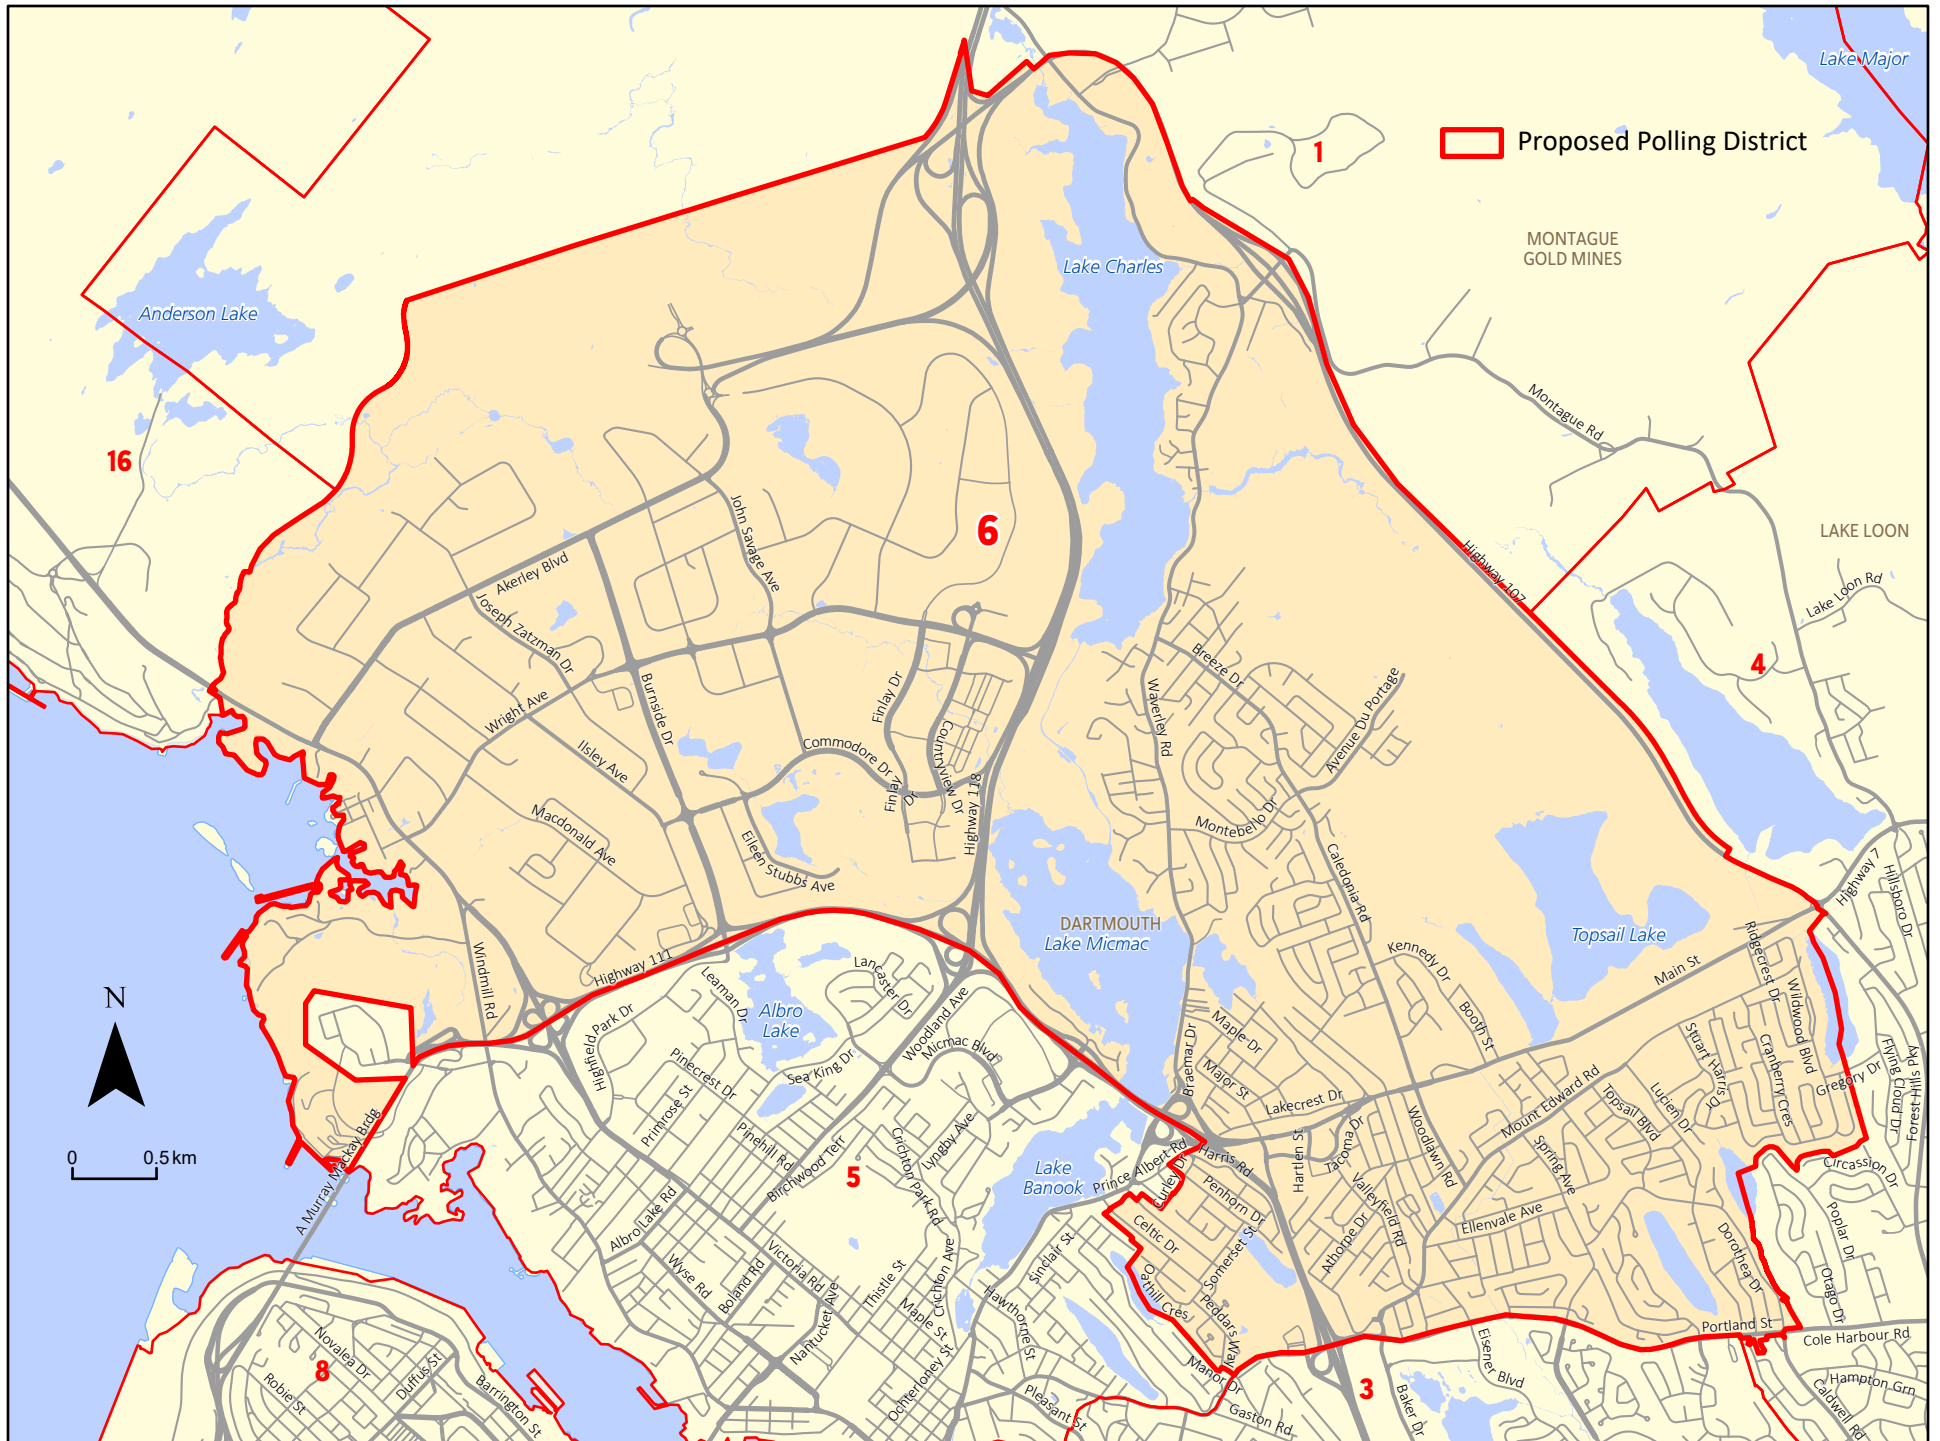 Lake Major
Proposed Polling District
1
MONTAGUE
GOLD MINES
Lake Charles
Anderson Lake
Montague Rd
16
6
LAKE LOON
John Savage Ave
Highway 107
Akerley Blvd
Lake Loon Rd
Joseph Zatzman Dr
4
Breeze Dr
Avenue Du Portage
Waverley Rd
Burnside Dr
Finlay Dr
Wright Ave
Countryview Dr
Commodore Dr
Ilsley Ave
Finlay
Dr
Highway 118
Montebello Dr
Macdonald Ave
Eileen Stubbs Ave
Caledonia Rd
Highway 7
Hillsboro Dr
DARTMOUTH
Lake Micmac
Topsail Lake
Ridgecrest Dr
Kennedy Dr
Main St
Windmill Rd
Highway 111
Lancaster Dr
Leaman Dr
Wildwood Blvd
N
Albro
Lake
Woodland Ave
Booth St
Highfield Park Dr
Maple Dr
Stuart Harris
Dr
Cranberry Cres
Micmac Blvd
Braemar Dr
Flying Cloud Dr
Forest Hills Pky
Pinecrest Dr
Sea King Dr
Major St
Gregory Dr
Lakecrest Dr
Mount Edward Rd
Topsail Blvd
Lucien Dr
Primrose St
Pinehill Rd
A Murray Mackay Brdg
Lyngby Ave
Crichton Park Rd
Woodlawn Rd
Tacoma Dr
Hartlen St
0
0.5 km
Birchwood Terr
5
Lake
Banook
Prince Albert Rd
Harris Rd
Curley Dr
Spring Ave
Circassion Dr
Penhorn Dr
Valleyfield Rd
Albro Lake Rd
Celtic Dr
Ellenvale Ave
Poplar Dr
Athorpe Dr
Dorothea Dr
Somerset St
Sinclair St
Victoria Rd
Wyse Rd
Boland Rd
Thistle St
Crichton Ave
Oathill Cres
Otago Dr
Hawthorne St
Peddars Way
Maple St
Nantucket Ave
Portland St
Cole Harbour Rd
Novalea Dr
Duffus St
8
Robie St
Barrington St
Ochterloney St
Manor Dr
Eisener Blvd
3
Hampton Grn
Pleasant St
Gaston Rd
Baker Dr
Caldwell Rd